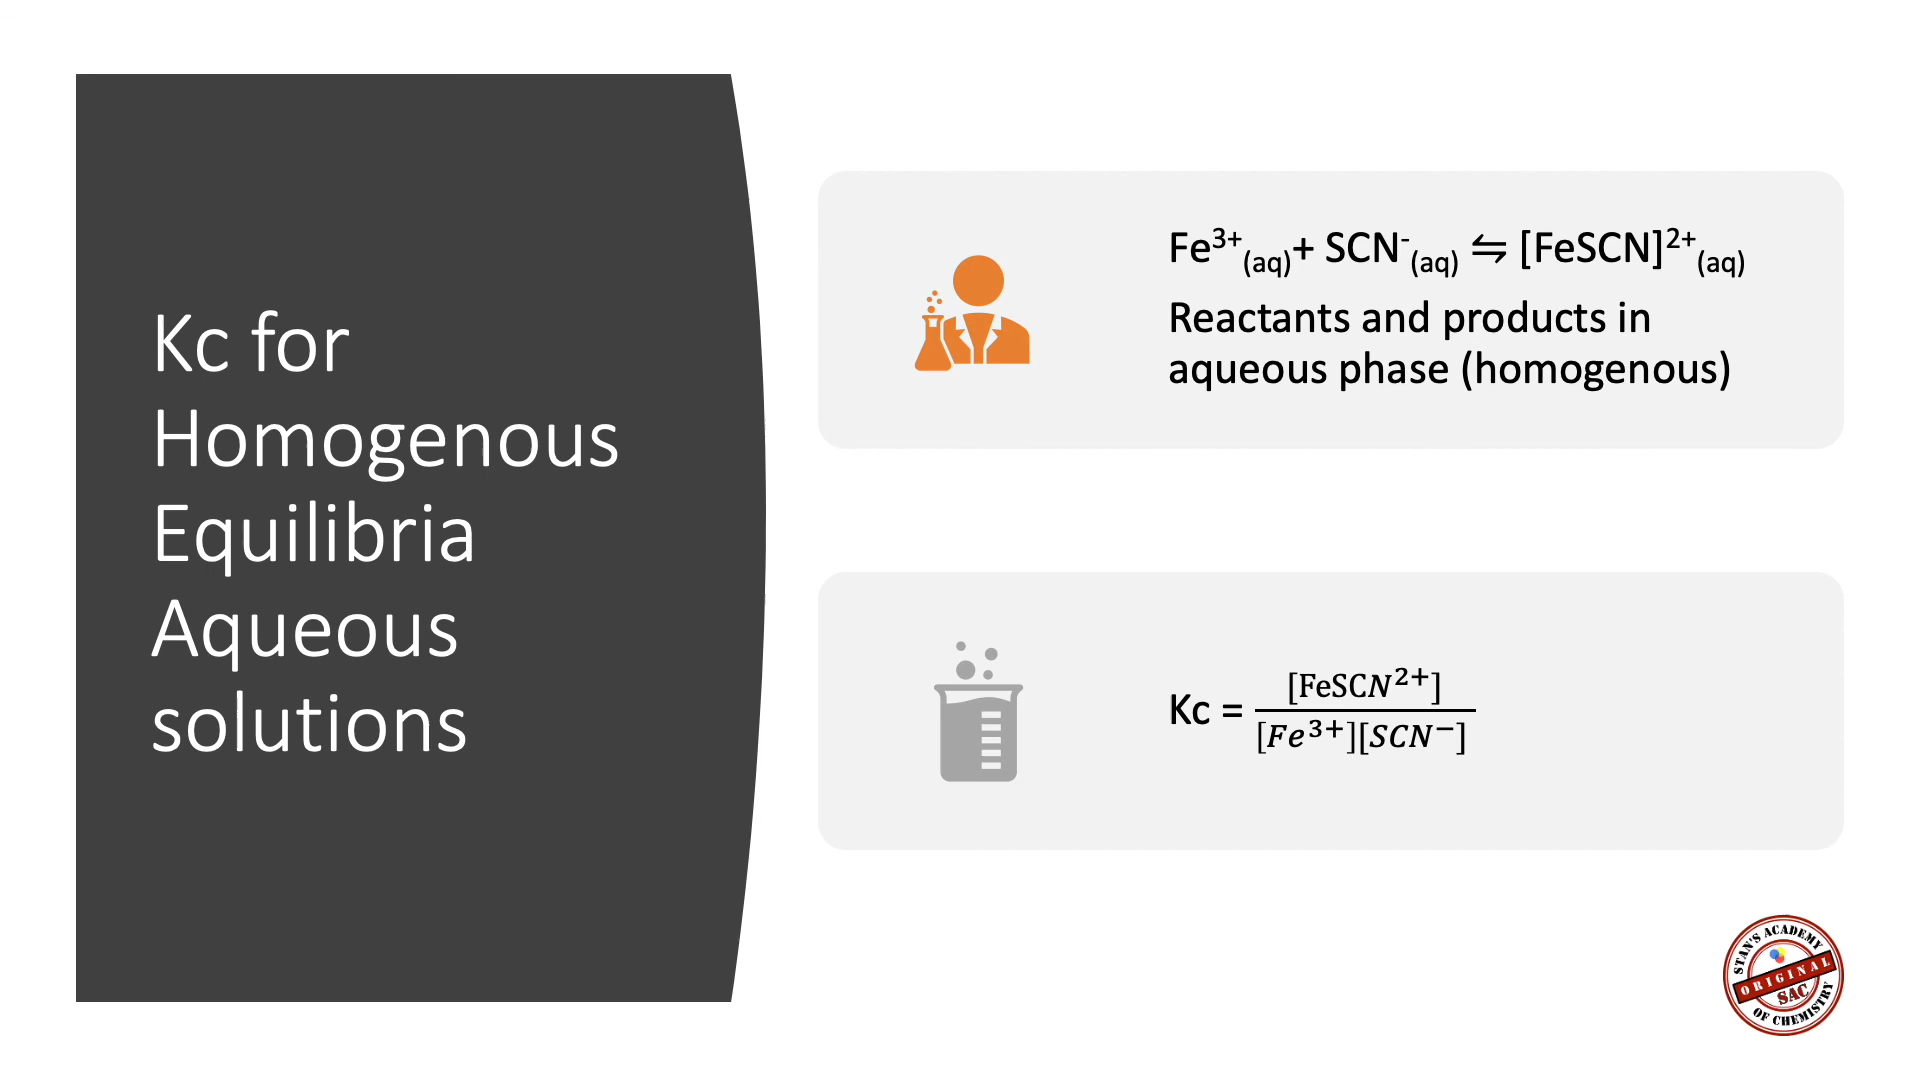 Kc for
Homogenous
Equilibria
Aqueous
solutions
Fe³⁺(aq)+ SCN⁻(aq) ⇋ [FeSCN]²⁺(aq)
Reactants and products in
aqueous phase (homogenous)
Kc = [FeSCN²⁺] / [Fe³⁺][SCN⁻]
STAN'S ACADEMY
ORIGINAL
SAC
OF CHEMISTRY